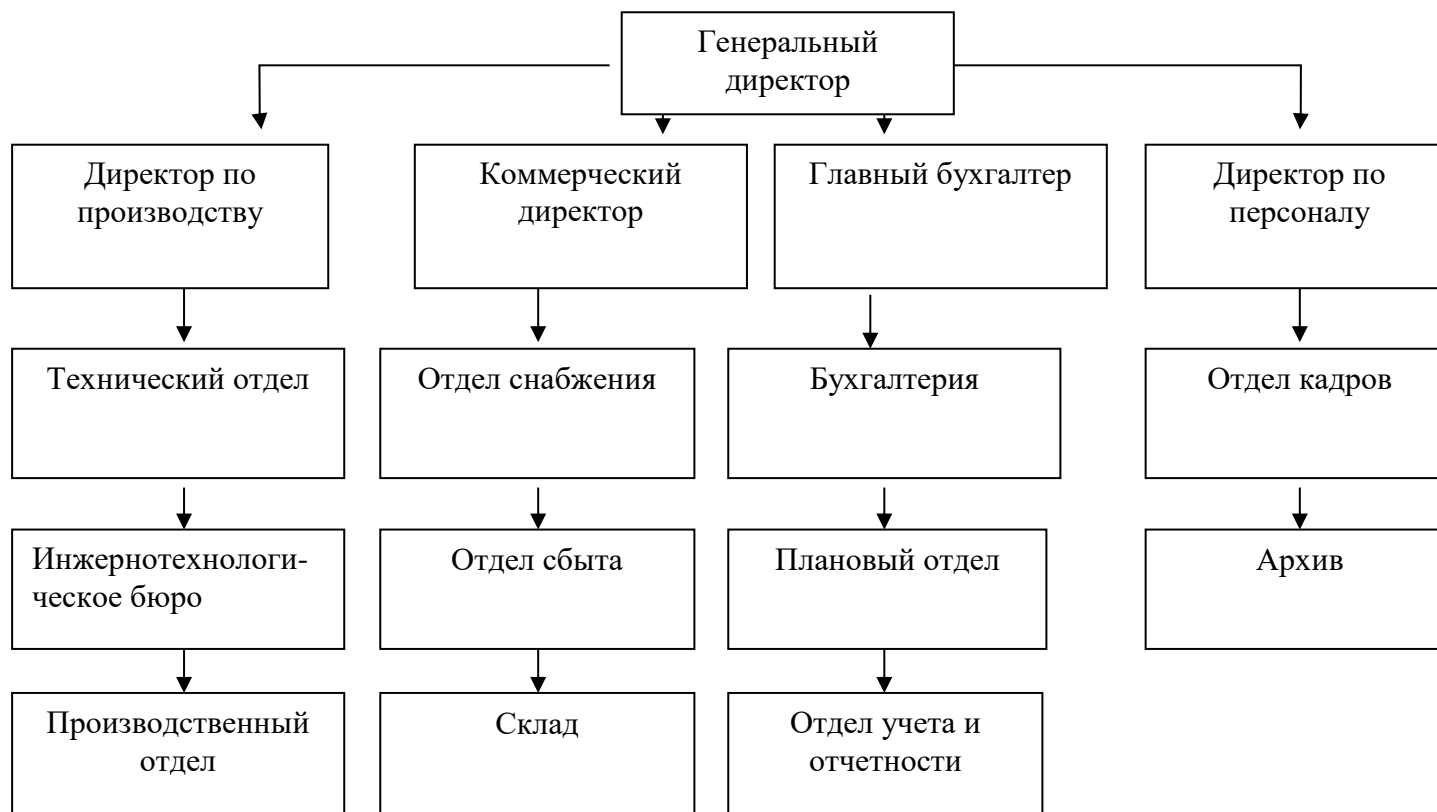 Генеральный
директор
Директор по
производству
Коммерческий
директор
Главный бухгалтер
Директор по
персоналу
Технический отдел
Отдел снабжения
Бухгалтерия
Отдел кадров
Инжернотехнологи-
ческое бюро
Отдел сбыта
Плановый отдел
Архив
Производственный
отдел
Склад
Отдел учета и
отчетности